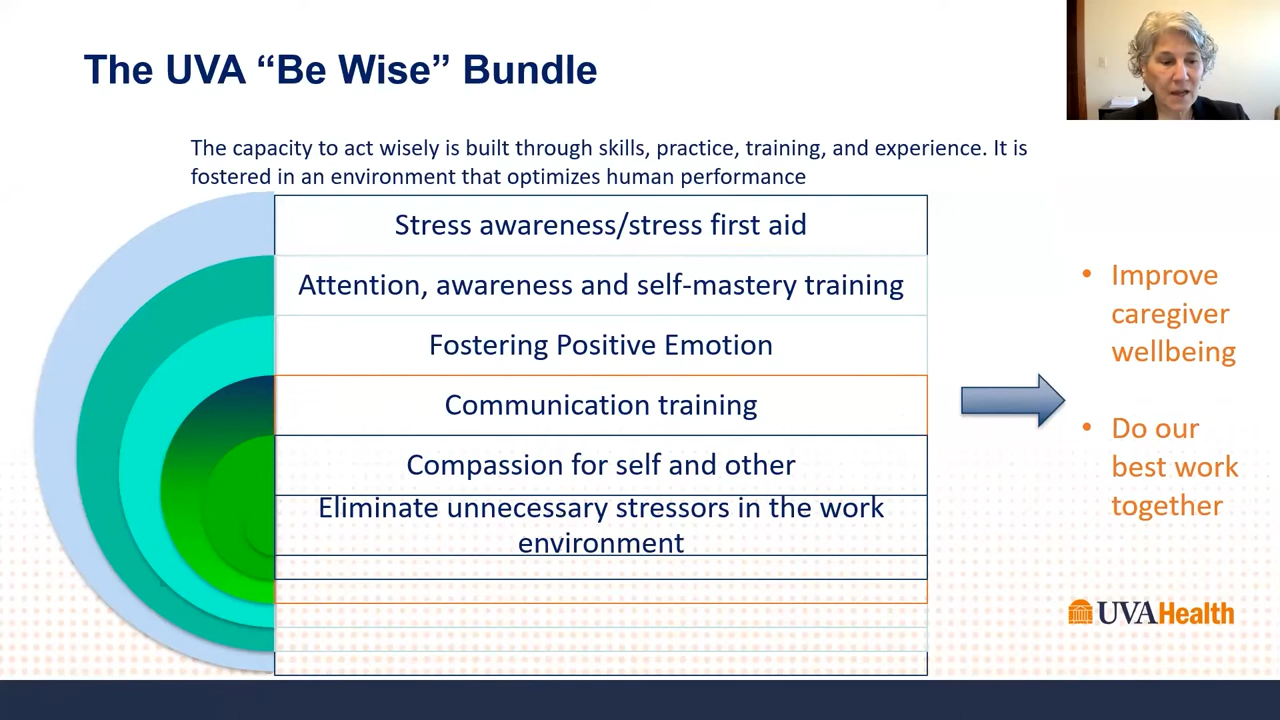 The UVA “Be Wise” Bundle
The capacity to act wisely is built through skills, practice, training, and experience. It is
fostered in an environment that optimizes human performance
Stress awareness/stress first aid
Attention, awareness and self-mastery training
Fostering Positive Emotion
Communication training
Compassion for self and other
Eliminate unnecessary stressors in the work
environment
• Improve
caregiver
wellbeing
• Do our
best work
together
UVAHealth